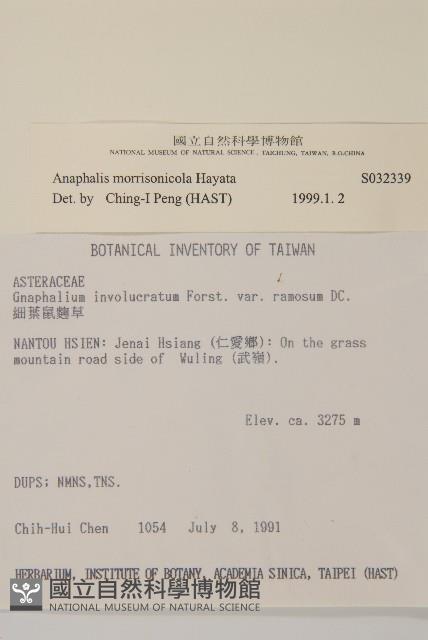 國立自然科學博物館
NATIONAL MUSEUM OF NATURAL SCIENCE, TAICHUNG, TAIWAN, R.O.CHINA
Anaphalis morrisonicola Hayata S032339
Det. by Ching-I Peng (HAST) 1999.1. 2
BOTANICAL INVENTORY OF TAIWAN
ASTERACEAE
Gnaphalium involucratum Forst. var. ramosum DC.
細葉鼠麴草
NANTOU HSIEN: Jenai Hsiang (仁愛鄉): On the grass
mountain road side of Wuling (武嶺).
Elev. ca. 3275 m
DUPS; NMNS,TNS.
Chih-Hui Chen 1054 July 8, 1991
HERBARIUM, INSTITUTE OF BOTANY, ACADEMIA SINICA, TAIPEI (HAST)
國立自然科學博物館
NATIONAL MUSEUM OF NATURAL SCIENCE